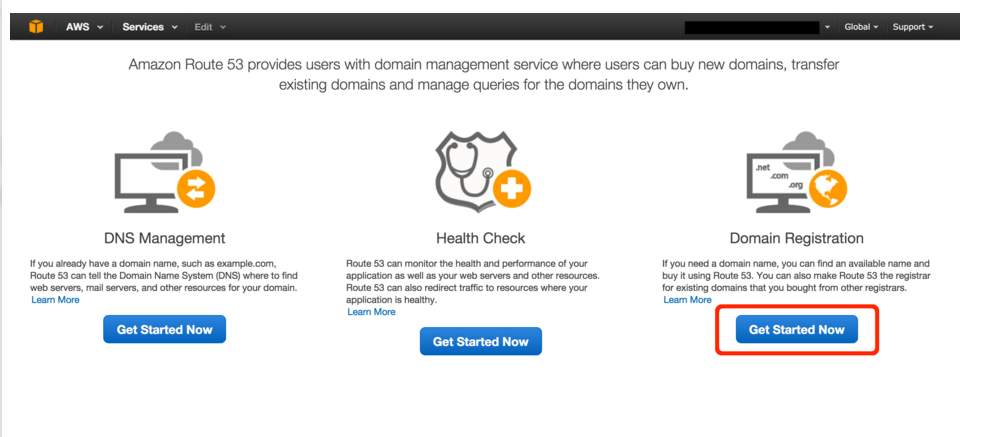 AWS Services Edit Global Support
Amazon Route 53 provides users with domain management service where users can buy new domains, transfer
existing domains and manage queries for the domains they own.
DNS Management
If you already have a domain name, such as example.com,
Route 53 can tell the Domain Name System (DNS) where to find
web servers, mail servers, and other resources for your domain.
Learn More
Get Started Now
Health Check
Route 53 can monitor the health and performance of your
application as well as your web servers and other resources.
Route 53 can also redirect traffic to resources where your
application is healthy.
Learn More
Get Started Now
.net
.com
.org
Domain Registration
If you need a domain name, you can find an available name and
buy it using Route 53. You can also make Route 53 the registrar
for existing domains that you bought from other registrars.
Learn More
Get Started Now